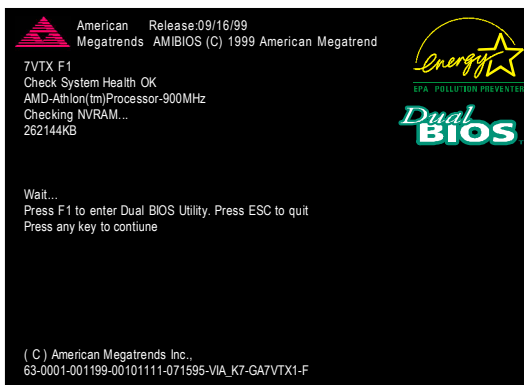 American Release:09/16/99
Megatrends AMIBIOS (C) 1999 American Megatrend
energy
EPA POLLUTION PREVENTER
7VTX F1
Check System Health OK
AMD-Athlon(tm)Processor-900MHz
Checking NVRAM...
262144KB
Dual
BIOS
Wait...
Press F1 to enter Dual BIOS Utility. Press ESC to quit
Press any key to contiune
( C ) American Megatrends Inc.,
63-0001-001199-00101111-071595-VIA_K7-GA7VTX1-F